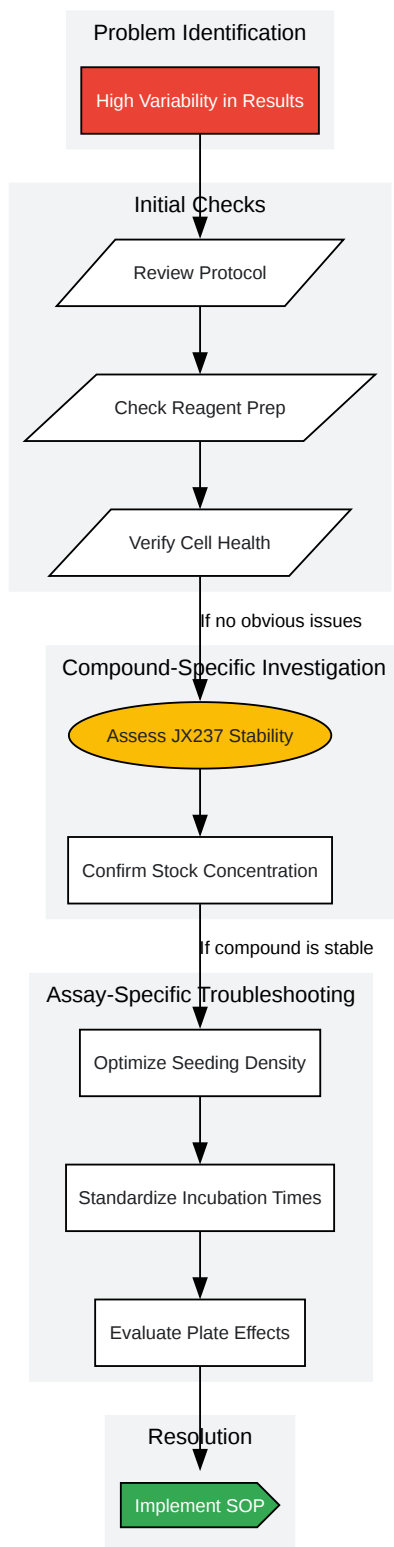 Problem Identification
High Variability in Results
Initial Checks
Review Protocol
Check Reagent Prep
Verify Cell Health
If no obvious issues
Compound-Specific Investigation
Assess JX237 Stability
Confirm Stock Concentration
If compound is stable
Assay-Specific Troubleshooting
Optimize Seeding Density
Standardize Incubation Times
Evaluate Plate Effects
Resolution
Implement SOP